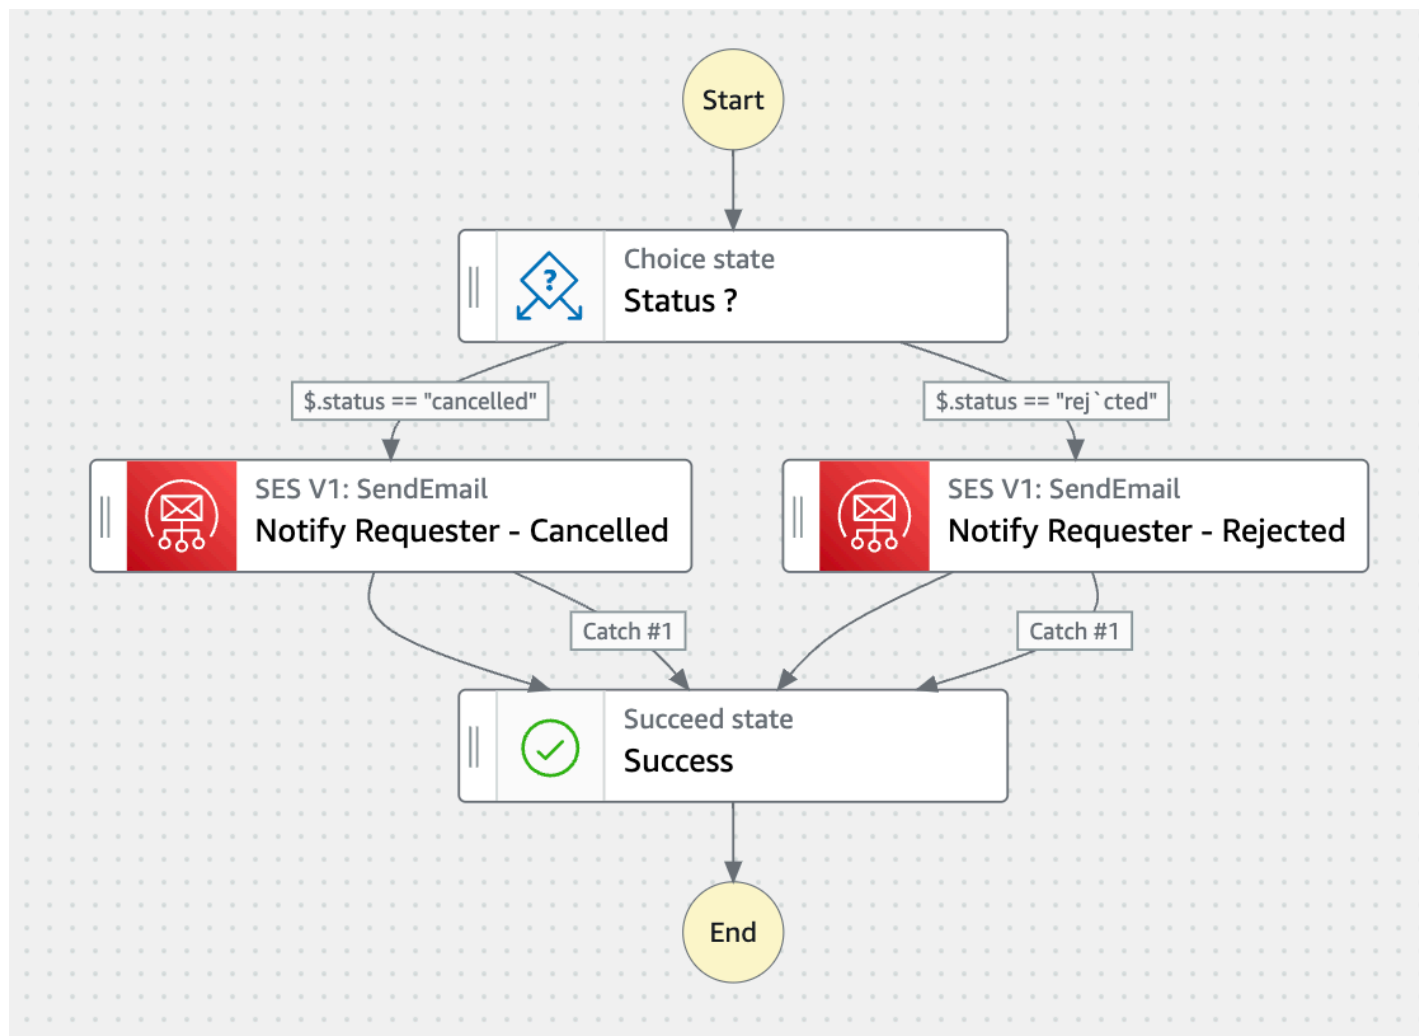 Start
Choice state
Status ?
$.status == "cancelled"
$.status == "rej`cted"
SES V1: SendEmail
Notify Requester - Cancelled
SES V1: SendEmail
Notify Requester - Rejected
Catch #1
Catch #1
Succeed state
Success
End